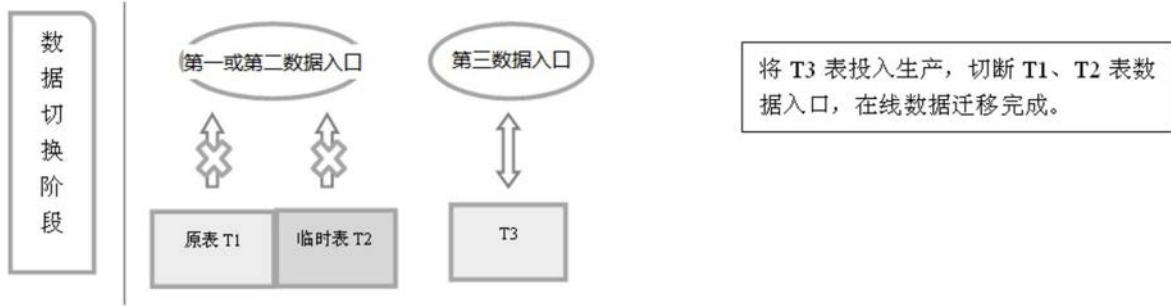 数
据
切
换
阶
段
第一或第二数据入口
第三数据入口
原表 T1
临时表 T2
T3
将 T3 表投入生产，切断 T1、T2 表数
据入口，在线数据迁移完成。